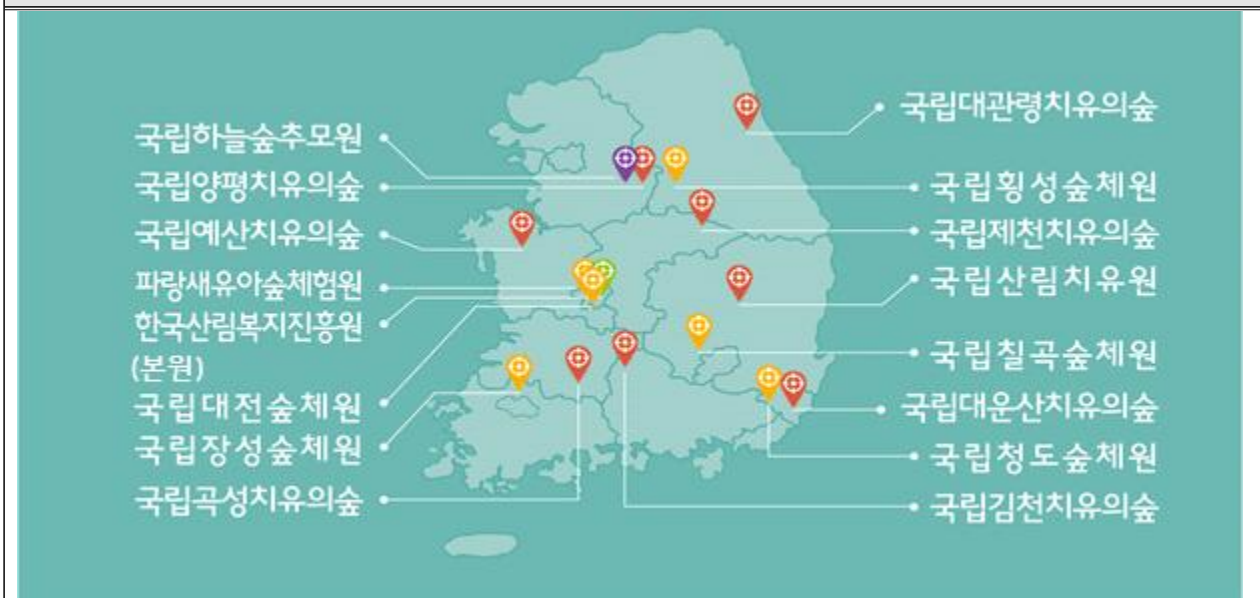 국립하늘숲추모원
국립양평치유의숲
국립예산치유의숲
파랑새유아숲체험원
한국산림복지진흥원
(본원)
국립대전숲체원
국립장성숲체원
국립곡성치유의숲
국립대관령치유의숲
국립횡성숲체원
국립제천치유의숲
국립산림치유원
국립칠곡숲체원
국립대운산치유의숲
국립청도숲체원
국립김천치유의숲